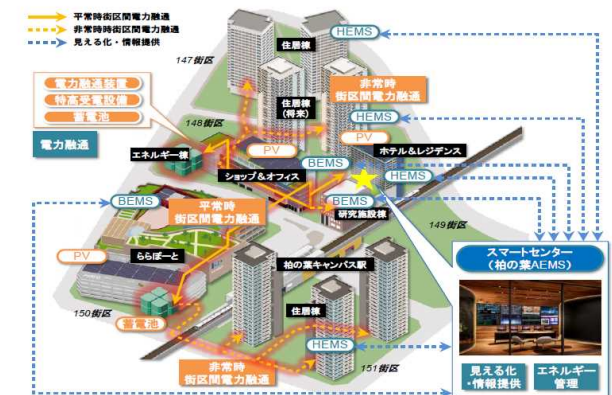 平常時街区間電力融通
非常時時街区間電力融通
見える化・情報提供
HEMS
住居棟
147街区
電力融通装置
特高受電設備
蓄電池
電力融通
148街区
住居棟
(将来)
非常時
街区間電力融通
HEMS
PV
PV
エネルギー棟
ホテル&レジデンス
BEMS
ショップ&オフィス
HEMS
BEMS
BEMS
研究施設棟
平常時
街区間電力融通
149街区
PV
ららぽーと
柏の葉キャンパス駅
スマートセンター
(柏の葉AEMS)
150街区
蓄電池
住居棟
HEMS
非常時
街区間電力融通
151街区
見える化
・情報提供
エネルギー
管理